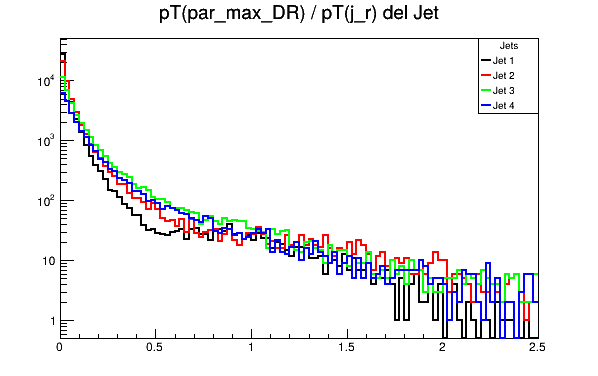 pT(par_max_DR) / pT(j_r) del Jet
Jets
Jet 1
Jet 2
Jet 3
Jet 4
10⁴
10³
10²
10
1
0 0.5 1 1.5 2 2.5